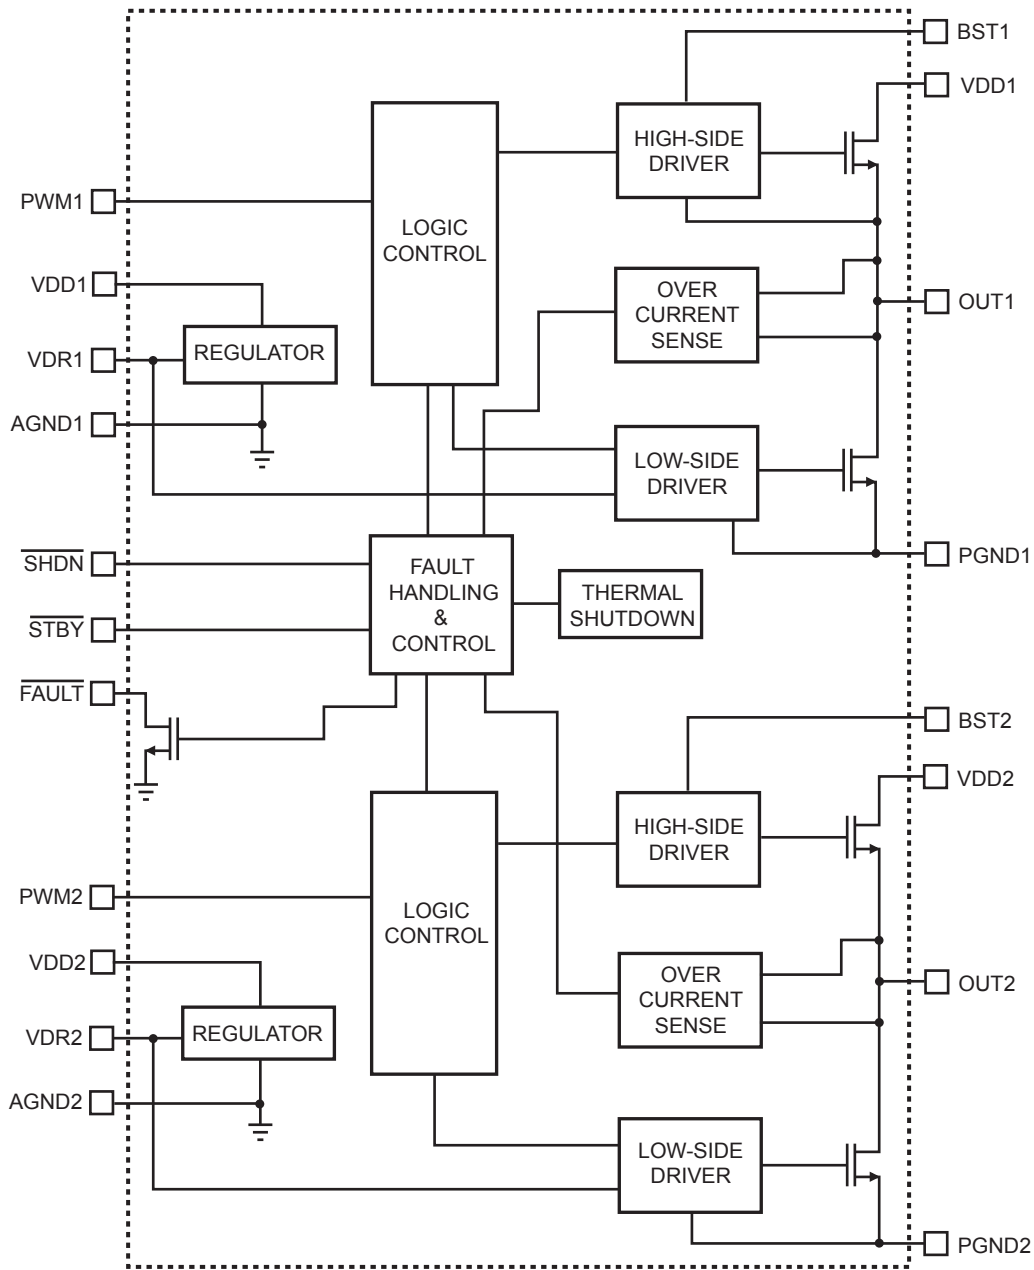 BST1
VDD1
HIGH-SIDE
DRIVER
PWM1
LOGIC
CONTROL
VDD1
OVER
CURRENT
SENSE
OUT1
VDR1
REGULATOR
AGND1
LOW-SIDE
DRIVER
SHDN
FAULT
HANDLING
&
CONTROL
THERMAL
SHUTDOWN
PGND1
STBY
FAULT
BST2
VDD2
HIGH-SIDE
DRIVER
PWM2
LOGIC
CONTROL
VDD2
OVER
CURRENT
SENSE
OUT2
VDR2
REGULATOR
AGND2
LOW-SIDE
DRIVER
PGND2